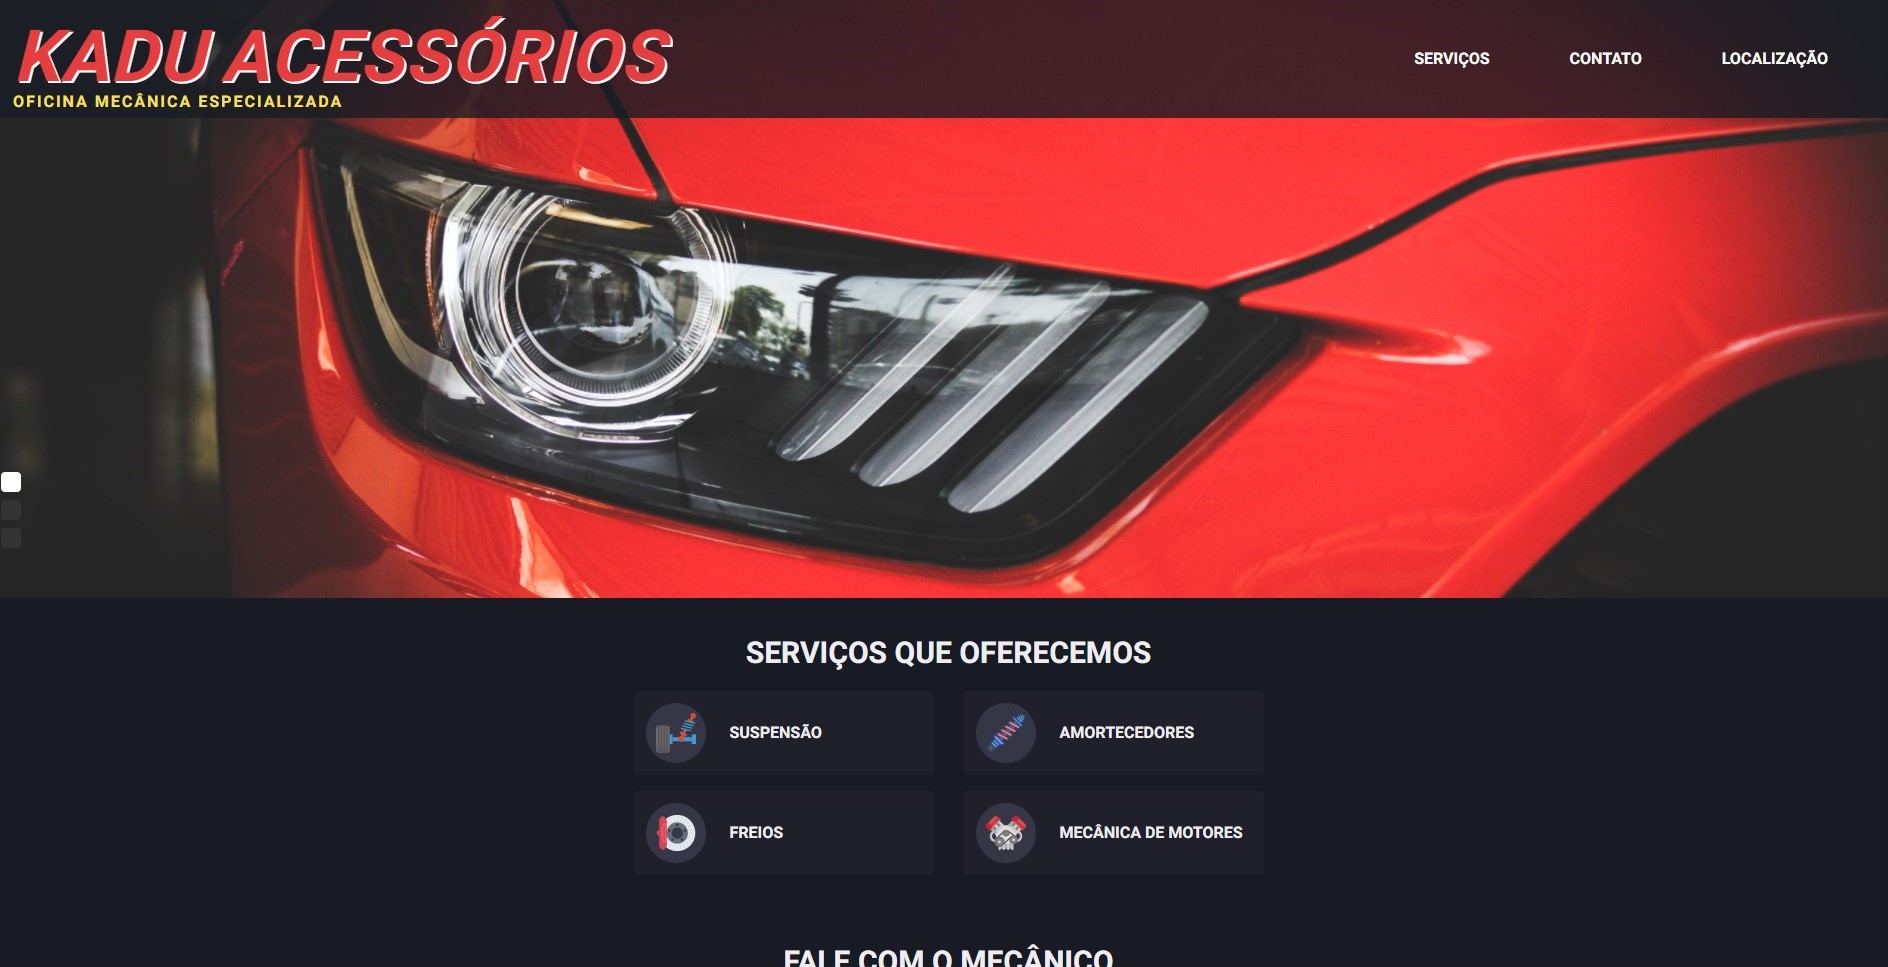 KADU ACESSÓRIOS
OFICINA MECÂNICA ESPECIALIZADA
SERVIÇOS
CONTATO
LOCALIZAÇÃO
SERVIÇOS QUE OFERECEMOS
SUSPENSÃO
AMORTECEDORES
FREIOS
MECÂNICA DE MOTORES
FALE COM O MECÂNICO